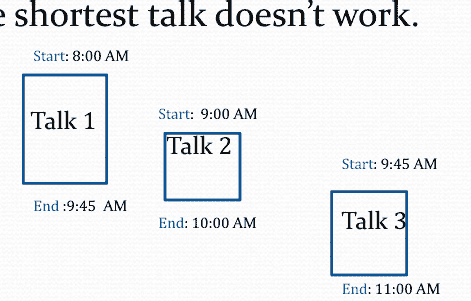 e shortest talk doesn't work.
Start: 8:00 AM
Talk 1
End :9:45 AM
Start: 9:00 AM
Talk 2
End: 10:00 AM
Start: 9:45 AM
Talk 3
End: 11:00 AM